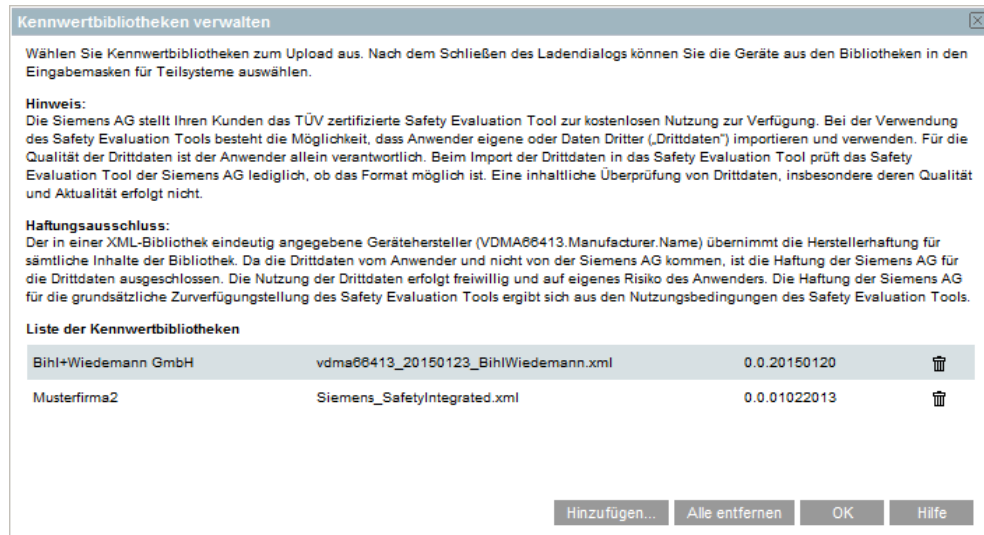 Kennwertbibliotheken verwalten
Wählen Sie Kennwertbibliotheken zum Upload aus. Nach dem Schließen des Ladendialogs können Sie die Geräte aus den Bibliotheken in den
Eingabemasken für Teilsysteme auswählen.
Hinweis:
Die Siemens AG stellt Ihren Kunden das TÜV zertifizierte Safety Evaluation Tool zur kostenlosen Nutzung zur Verfügung. Bei der Verwendung
des Safety Evaluation Tools besteht die Möglichkeit, dass Anwender eigene oder Daten Dritter („Drittdaten“) importieren und verwenden. Für die
Qualität der Drittdaten ist der Anwender allein verantwortlich. Beim Import der Drittdaten in das Safety Evaluation Tool prüft das Safety
Evaluation Tool der Siemens AG lediglich, ob das Format möglich ist. Eine inhaltliche Überprüfung von Drittdaten, insbesondere deren Qualität
und Aktualität erfolgt nicht.
Haftungsausschluss:
Der in einer XML-Bibliothek eindeutig angegebene Gerätehersteller (VDMA66413.Manufacturer.Name) übernimmt die Herstellerhaftung für
sämtliche Inhalte der Bibliothek. Da die Drittdaten vom Anwender und nicht von der Siemens AG kommen, ist die Haftung der Siemens AG für
die Drittdaten ausgeschlossen. Die Nutzung der Drittdaten erfolgt freiwillig und auf eigenes Risiko des Anwenders. Die Haftung der Siemens AG
für die grundsätzliche Zurverfügungstellung des Safety Evaluation Tools ergibt sich aus den Nutzungsbedingungen des Safety Evaluation Tools.
Liste der Kennwertbibliotheken
Bihl+Wiedemann GmbH vdma66413_20150123_BihlWiedemann.xml 0.0.20150120
Musterfirma2 Siemens_SafetyIntegrated.xml 0.0.01022013
Hinzufügen... Alle entfernen OK Hilfe